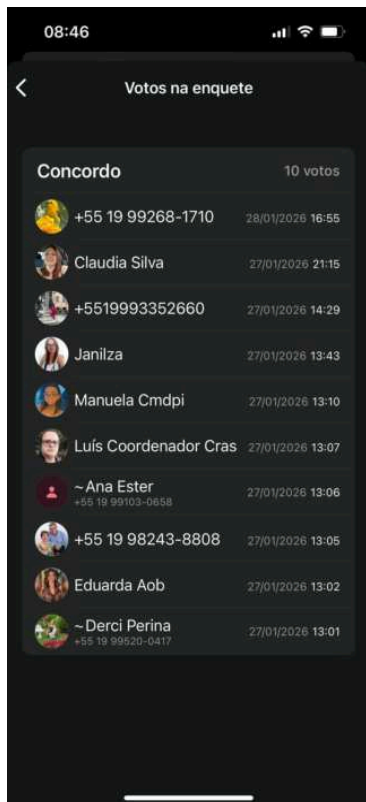 08:46
Votos na enquete
Concordo 10 votos
+55 19 99268-1710 28/01/2026 16:55
Claudia Silva 27/01/2026 21:15
+5519993352660 27/01/2026 14:29
Janilza 27/01/2026 13:43
Manuela Cmdpi 27/01/2026 13:10
Luís Coordenador Cras 27/01/2026 13:07
~Ana Ester 27/01/2026 13:06
+55 19 99103-0658
+55 19 98243-8808 27/01/2026 13:05
Eduarda Aob 27/01/2026 13:02
~Derci Perina 27/01/2026 13:01
+55 19 99620-0417